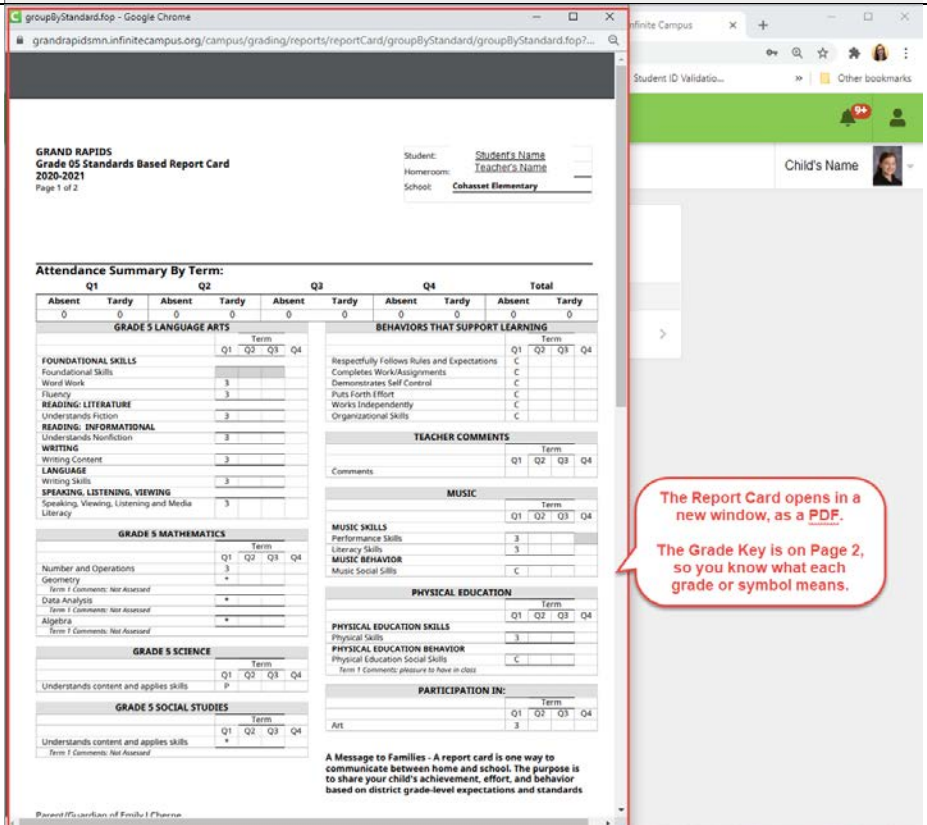 groupByStandard.fop - Google Chrome
grandrapidsmn.infinitecampus.org/campus/grading/reports/reportCard/groupByStandard/groupByStandard.fop?...
nfinite Campus
Student ID Validatio...
Other bookmarks
9+
Child's Name
GRAND RAPIDS
Grade 05 Standards Based Report Card
2020-2021
Page 1 of 2
Student: Student's Name
Homeroom: Teacher's Name
School: Cohasset Elementary
Attendance Summary By Term:
Q1 Q2 Q3 Q4 Total
Absent Tardy Absent Tardy Absent Tardy Absent Tardy Absent Tardy
0 0 0 0 0 0 0 0 0 0
GRADE 5 LANGUAGE ARTS
Term
Q1 Q2 Q3 Q4
FOUNDATIONAL SKILLS
Foundational Skills
Word Work 3
Fluency 3
READING: LITERATURE
Understands Fiction 3
READING: INFORMATIONAL
Understands Nonfiction 3
WRITING
Writing Content 3
LANGUAGE
Writing Skills 3
SPEAKING, LISTENING, VIEWING
Speaking, Viewing, Listening and Media 3
Literacy
GRADE 5 MATHEMATICS
Term
Q1 Q2 Q3 Q4
Number and Operations 3
Geometry *
Term 1 Comments: Not Assessed
Data Analysis *
Term 1 Comments: Not Assessed
Algebra *
Term 1 Comments: Not Assessed
GRADE 5 SCIENCE
Term
Q1 Q2 Q3 Q4
Understands content and applies skills P
GRADE 5 SOCIAL STUDIES
Term
Q1 Q2 Q3 Q4
Understands content and applies skills *
Term 1 Comments: Not Assessed
Parent/Guardian of Emily J Cherne
BEHAVIORS THAT SUPPORT LEARNING
Term
Q1 Q2 Q3 Q4
Respectfully Follows Rules and Expectations C
Completes Work/Assignments C
Demonstrates Self Control C
Puts Forth Effort C
Works Independently C
Organizational Skills C
TEACHER COMMENTS
Term
Q1 Q2 Q3 Q4
Comments
MUSIC
Term
Q1 Q2 Q3 Q4
MUSIC SKILLS
Performance Skills 3
Literacy Skills 3
MUSIC BEHAVIOR
Music Social Sills C
PHYSICAL EDUCATION
Term
Q1 Q2 Q3 Q4
PHYSICAL EDUCATION SKILLS
Physical Skills 3
PHYSICAL EDUCATION BEHAVIOR
Physical Education Social Skills C
Term 1 Comments: pleasure to have in class
PARTICIPATION IN:
Term
Q1 Q2 Q3 Q4
Art 3
A Message to Families - A report card is one way to
communicate between home and school. The purpose is
to share your child's achievement, effort, and behavior
based on district grade-level expectations and standards
The Report Card opens in a
new window, as a PDF.
The Grade Key is on Page 2,
so you know what each
grade or symbol means.